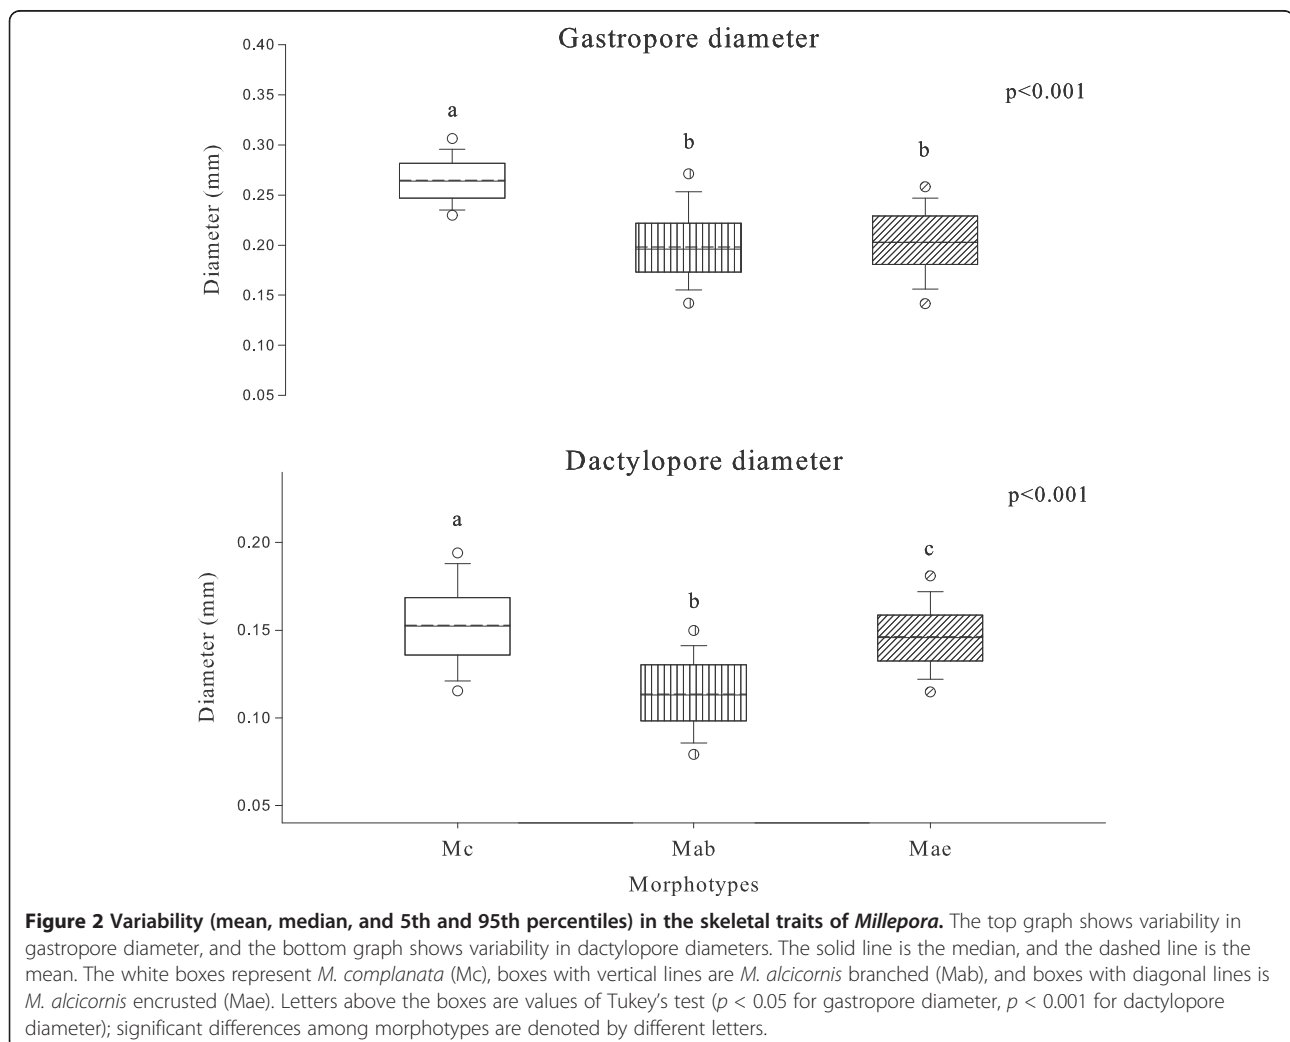 Gastropore diameter
p<0.001
0.40
0.35
0.30
0.25
0.20
0.15
0.10
0.05
Diameter (mm)
a
b
b
Dactylopore diameter
p<0.001
0.20
0.15
0.10
0.05
Diameter (mm)
a
b
c
Mc
Mab
Mae
Morphotypes
Figure 2 Variability (mean, median, and 5th and 95th percentiles) in the skeletal traits of Millepora. The top graph shows variability in
gastropore diameter, and the bottom graph shows variability in dactylopore diameters. The solid line is the median, and the dashed line is the
mean. The white boxes represent M. complanata (Mc), boxes with vertical lines are M. alcicornis branched (Mab), and boxes with diagonal lines is
M. alcicornis encrusted (Mae). Letters above the boxes are values of Tukey's test (p < 0.05 for gastropore diameter, p < 0.001 for dactylopore
diameter); significant differences among morphotypes are denoted by different letters.